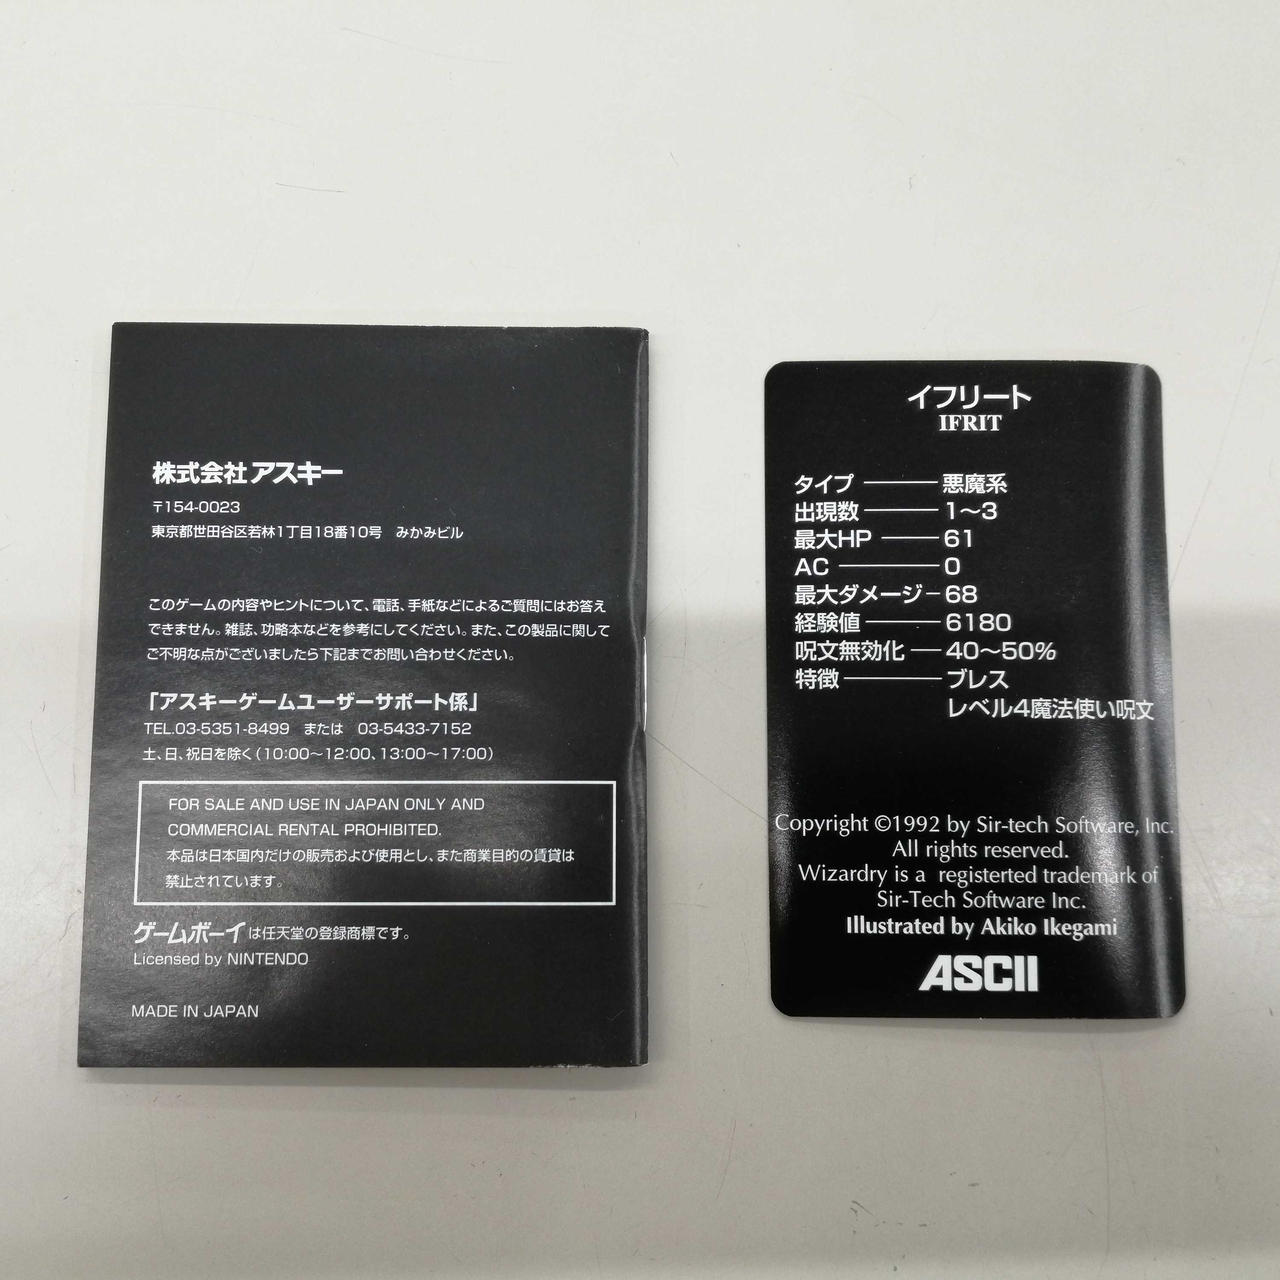 株式会社アスキー
〒154-0023
東京都世田谷区若林1丁目18番10号　みかみビル
このゲームの内容やヒントについて、電話、手紙などによるご質問にはお答え
できません。雑誌、功略本などを参考にしてください。また、この製品に関して
ご不明な点がございましたら下記までお問い合わせください。
「アスキーゲームユーザーサポート係」
TEL.03-5351-8499　または　03-5433-7152
土、日、祝日を除く(10:00〜12:00、13:00〜17:00)
FOR SALE AND USE IN JAPAN ONLY AND
COMMERCIAL RENTAL PROHIBITED.
本品は日本国内だけの販売および使用とし、また商業目的の賃貸は
禁止されています。
ゲームボーイは任天堂の登録商標です。
Licensed by NINTENDO
MADE IN JAPAN
イフリート
IFRIT
タイプ ― 悪魔系
出現数 ― 1〜3
最大HP ― 61
AC ― 0
最大ダメージ ― 68
経験値 ― 6180
呪文無効化 ― 40〜50%
特徴 ― ブレス
レベル4魔法使い呪文
Copyright ©1992 by Sir-tech Software, Inc.
All rights reserved.
Wizardry is a registerted trademark of
Sir-Tech Software Inc.
Illustrated by Akiko Ikegami
ASCII